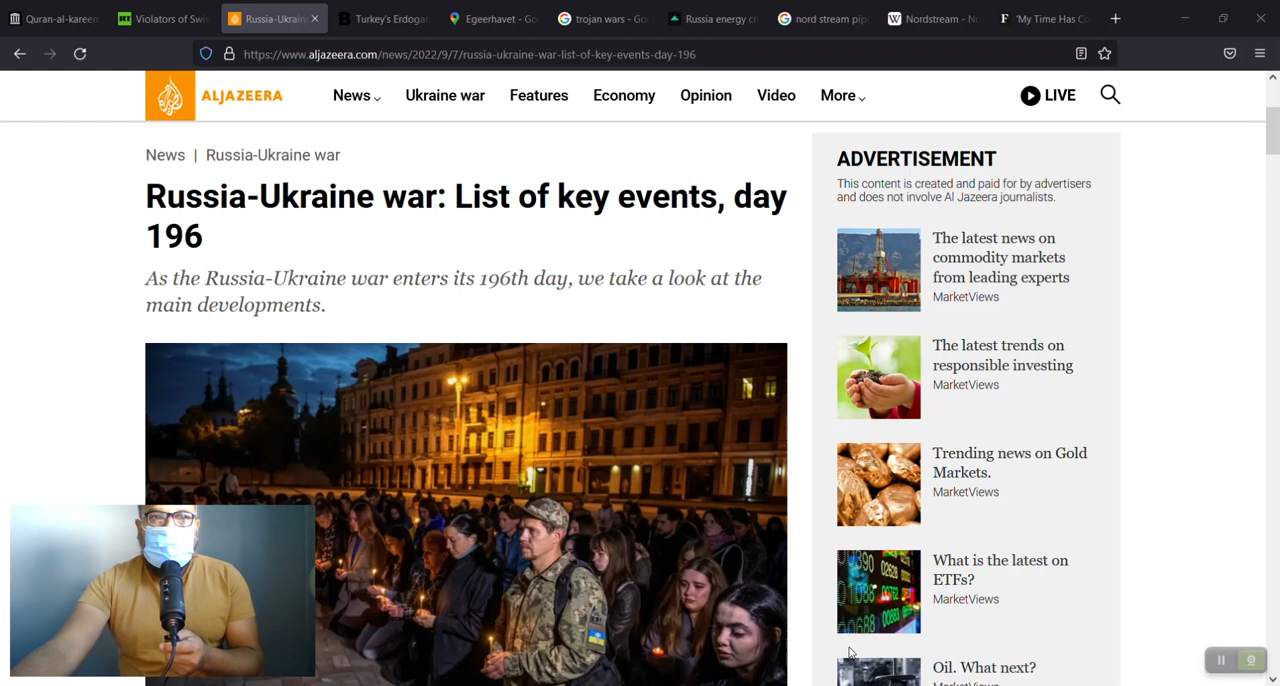 Quran-al-kareem
RT
Violators of Swi
Russia-Ukrain
Turkey's Erdogan
Egeerhavet - Go
trojan wars - Goo
Russia energy cr
nord stream pip
W
Nordstream - N
F
'My Time Has Co
https://www.aljazeera.com/news/2022/9/7/russia-ukraine-war-list-of-key-events-day-196
ALJAZEERA
News
Ukraine war
Features
Economy
Opinion
Video
More
LIVE
News | Russia-Ukraine war
Russia-Ukraine war: List of key events, day
196
As the Russia-Ukraine war enters its 196th day, we take a look at the
main developments.
ADVERTISEMENT
This content is created and paid for by advertisers
and does not involve Al Jazeera journalists.
The latest news on
commodity markets
from leading experts
MarketViews
The latest trends on
responsible investing
MarketViews
Trending news on Gold
Markets.
MarketViews
What is the latest on
ETFs?
MarketViews
Oil. What next?
MarketViews